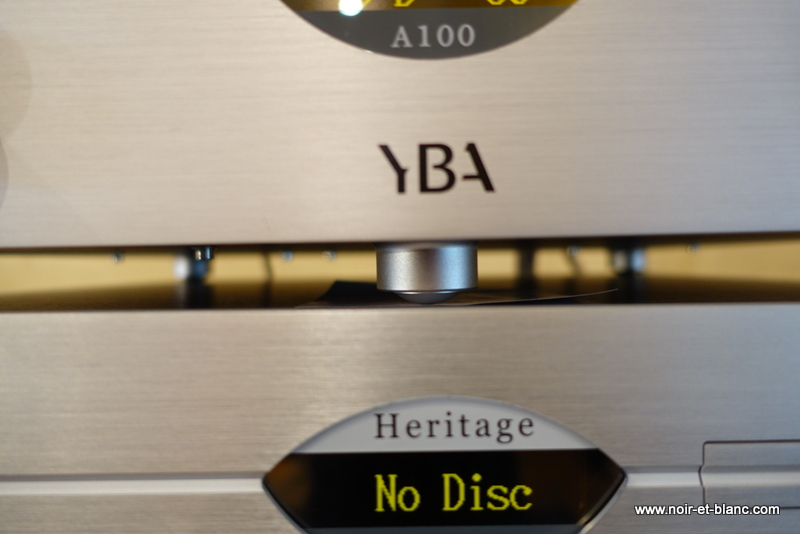 A100
YBA
Heritage
No Disc
www.noir-et-blanc.com